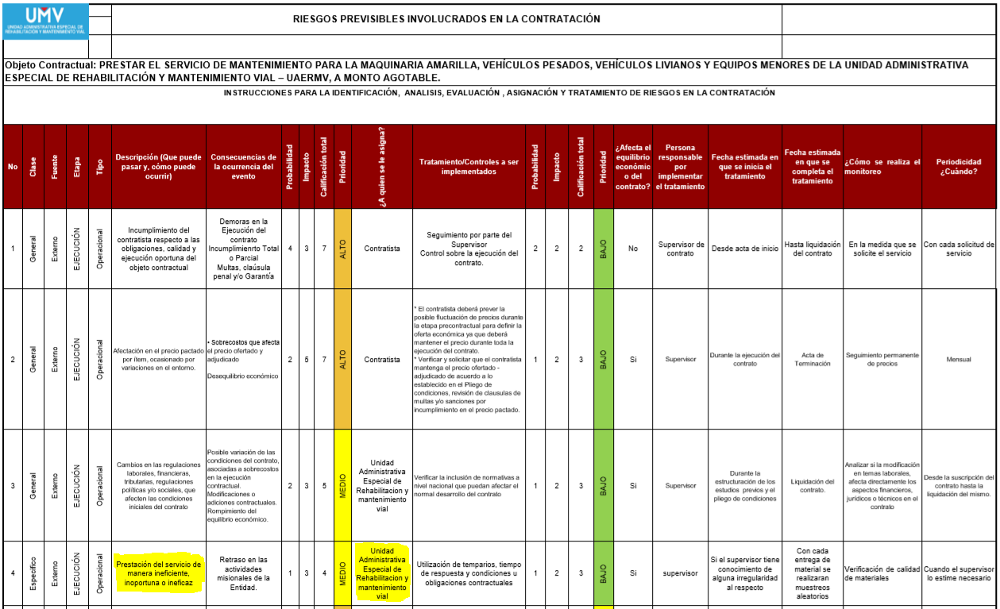 UMV
UNIDAD ADMINISTRATIVA ESPECIAL DE
REHABILITACIÓN Y MANTENIMIENTO VIAL
RIESGOS PREVISIBLES INVOLUCRADOS EN LA CONTRATACIÓN
Objeto Contractual: PRESTAR EL SERVICIO DE MANTENIMIENTO PARA LA MAQUINARIA AMARILLA, VEHÍCULOS PESADOS, VEHÍCULOS LIVIANOS Y EQUIPOS MENORES DE LA UNIDAD ADMINISTRATIVA
ESPECIAL DE REHABILITACIÓN Y MANTENIMIENTO VIAL – UAERMV, A MONTO AGOTABLE.
INSTRUCCIONES PARA LA IDENTIFICACIÓN, ANALISIS, EVALUACIÓN , ASIGNACIÓN Y TRATAMIENTO DE RIESGOS EN LA CONTRATACIÓN
No
Clase
Fuente
Etapa
Tipo
Descripción (Que puede
pasar y, cómo puede
ocurrir)
Consecuencias de
la ocurrencia del
evento
Probabilidad
Impacto
Calificación total
Prioridad
¿A quien se le asigna?
Tratamiento/Controles a ser
implementados
Probabilidad
Impacto
Calificación total
Prioridad
¿Afecta el
equilibrio
económic
o del
contrato?
Persona
responsable
por
implementar
el tratamiento
Fecha estimada
en que se inicia el
tratamiento
Fecha estimada
en que se
completa el
tratamiento
¿Cómo se realiza el
monitoreo
Periodicidad
¿Cúando?
1
General
Externo
EJECUCIÓN
Operacional
Incumplimiento del
contratista respecto a las
obligaciones, calidad y
ejecución oportuna del
objeto contractual
Demoras en la
Ejecución del
contrato
Incumplimienrto Total
o Parcial
Multas, claúsula
penal y/o Garantía
4
3
7
ALTO
Contratista
Seguimiento por parte del
Supervisor
Control sobre la ejecución del
contrato.
2
2
2
BAJO
No
Supervisor de
contrato
Desde acta de inicio
Hasta liquidación
del contrato
En la medida que se
solicite el servicio
Con cada solicitud de
servicio
2
General
Externo
EJECUCIÓN
Operacional
Afectación en el precio pactado
por ítem, ocasionado por
variaciones en el entorno.
• Sobrecostos que afecta
el precio ofertado y
adjudicado
Desequilibrio económico
2
5
7
ALTO
Contratista
* El contratista deberá prever la
posible fluctuación de precios durante
la etapa precontractual para definir la
oferta económica ya que deberá
mantener el precio durante toda la
ejecución del contrato.
* Verificar y solicitar que el contratista
mantenga el precio ofertado -
adjudicado de acuerdo a lo
establecido en el Pliego de
condiciones, revisión de clausulas de
multas y/o sanciones por
incumplimiento en el precio pactado.
1
2
3
BAJO
Si
Supervisor
Durante la ejecución del
contrato
Acta de
Terminación
Seguimiento permanente
de precios
Mensual
3
General
Externo
EJECUCIÓN
Operacional
Cambios en las regulaciones
laborales, financieras,
tributarias, regulaciones
políticas y/o sociales, que
afecten las condiciones
iniciales del contrato
Posible variación de las
condiciones del contrato,
asociadas a sobrecostos
en la ejecución
contractual.
Modificaciones o
adiciones contractuales.
Rompimiento del
equilibrio económico.
2
3
5
MEDIO
Unidad
Administrativa
Especial de
Rehabilitacion y
mantenimiento
vial
Verificar la inclusión de normativas a
nivel nacional que puedan afectar el
normal desarrollo del contrato
1
2
3
BAJO
Si
Supervisor
Durante la
estructuración de los
estudios previos y el
pliego de condiciones
Liquidación del
contrato.
Analizar si la modificación
en temas laborales,
afecta directamente los
aspectos financieros,
jurídicos o técnicos en el
contrato
Desde la suscripción del
contrato hasta la
liquidación del mismo.
4
Especifico
Externo
EJECUCIÓN
Operacional
Prestación del servicio de
manera ineficiente,
inoportuna o ineficaz
Retraso en las
actividades
misionales de la
Entidad.
1
3
4
MEDIO
Unidad
Administrativa
Especial de
Rehabilitacion y
mantenimiento
vial
Utilización de temparios, tiempo
de respuesta y condiciones u
obligaciones contractuales
1
2
3
BAJO
Si
supervisor
Si el supervisor tiene
conocimiento de
alguna irregularidad
al respecto
Con cada
entrega de
material se
realizaran
muestreos
aleatorios
Verificación de calidad
de materiales
Cuando el supervisor
lo estime necesario